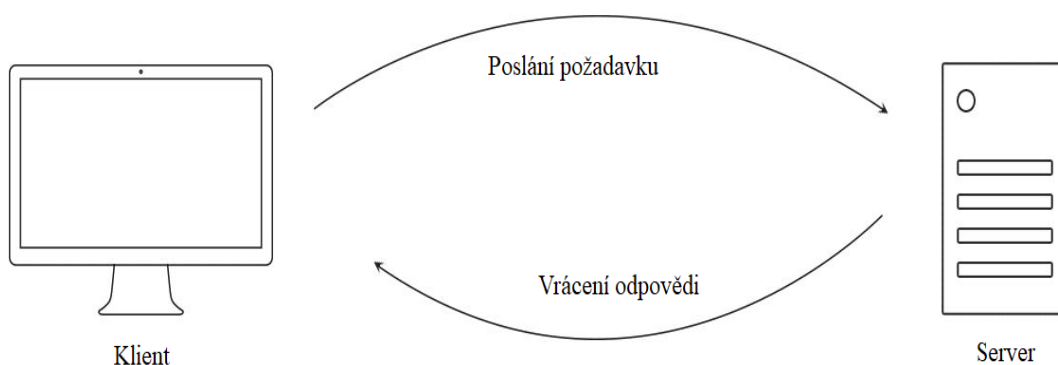 Poslání požadavku
Vrácení odpovědi
Klient
Server